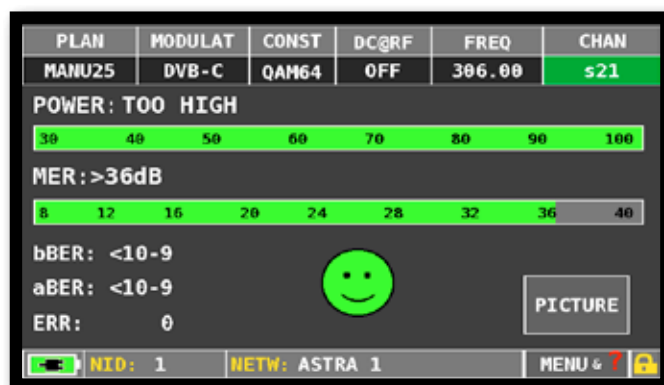 PLAN MODULAT CONST DC@RF FREQ CHAN
MANU25 DVB-C QAM64 OFF 306.00 s21
POWER: TOO HIGH
30 40 50 60 70 80 90 100
MER:>36dB
8 12 16 20 24 28 32 36 40
bBER: <10-9
aBER: <10-9
PICTURE
ERR: 0
NID: 1 NETW: ASTRA 1 MENU & ?